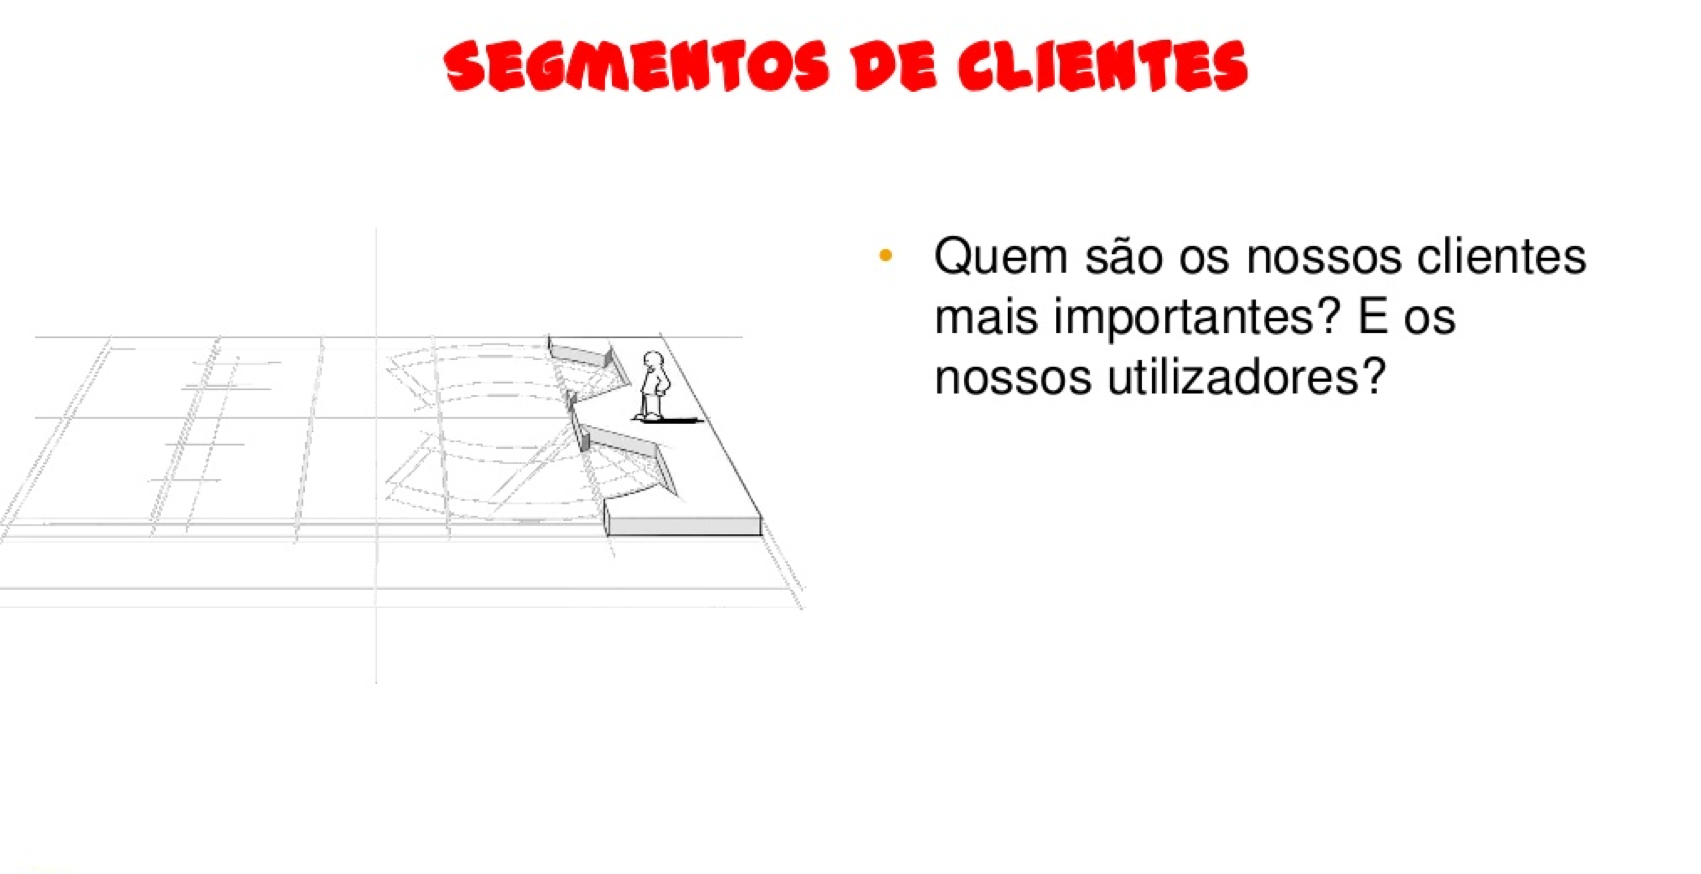 SEGMENTOS DE CLIENTES
• Quem são os nossos clientes
mais importantes? E os
nossos utilizadores?